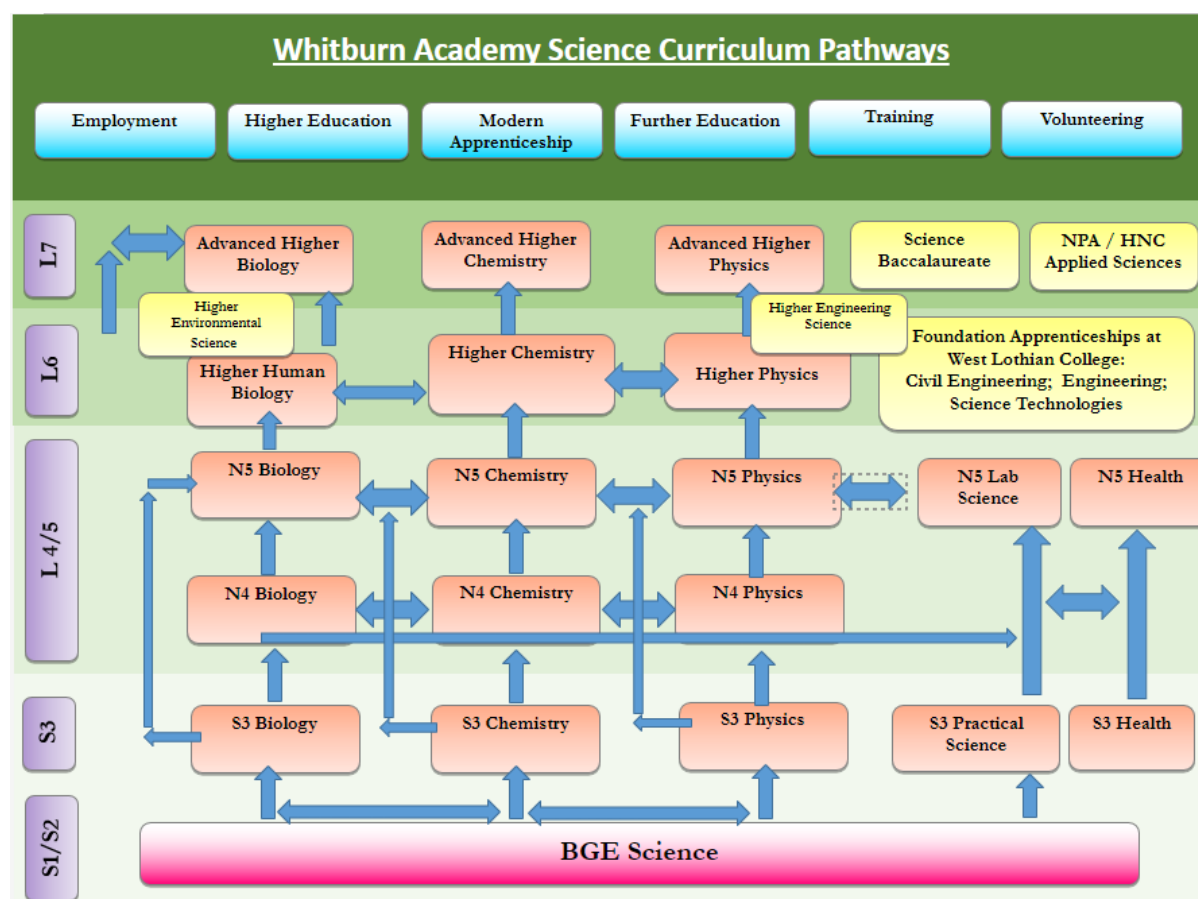 Whitburn Academy Science Curriculum Pathways
Employment
Higher Education
Modern
Apprenticeship
Further Education
Training
Volunteering
L7
Advanced Higher
Biology
Advanced Higher
Chemistry
Advanced Higher
Physics
Science
Baccalaureate
NPA / HNC
Applied Sciences
Higher
Environmental
Science
Higher Engineering
Science
L6
Higher Human
Biology
Higher Chemistry
Higher Physics
Foundation Apprenticeships at
West Lothian College:
Civil Engineering; Engineering;
Science Technologies
L 4/5
N5 Biology
N5 Chemistry
N5 Physics
N5 Lab
Science
N5 Health
N4 Biology
N4 Chemistry
N4 Physics
S3
S3 Biology
S3 Chemistry
S3 Physics
S3 Practical
Science
S3 Health
S1/S2
BGE Science